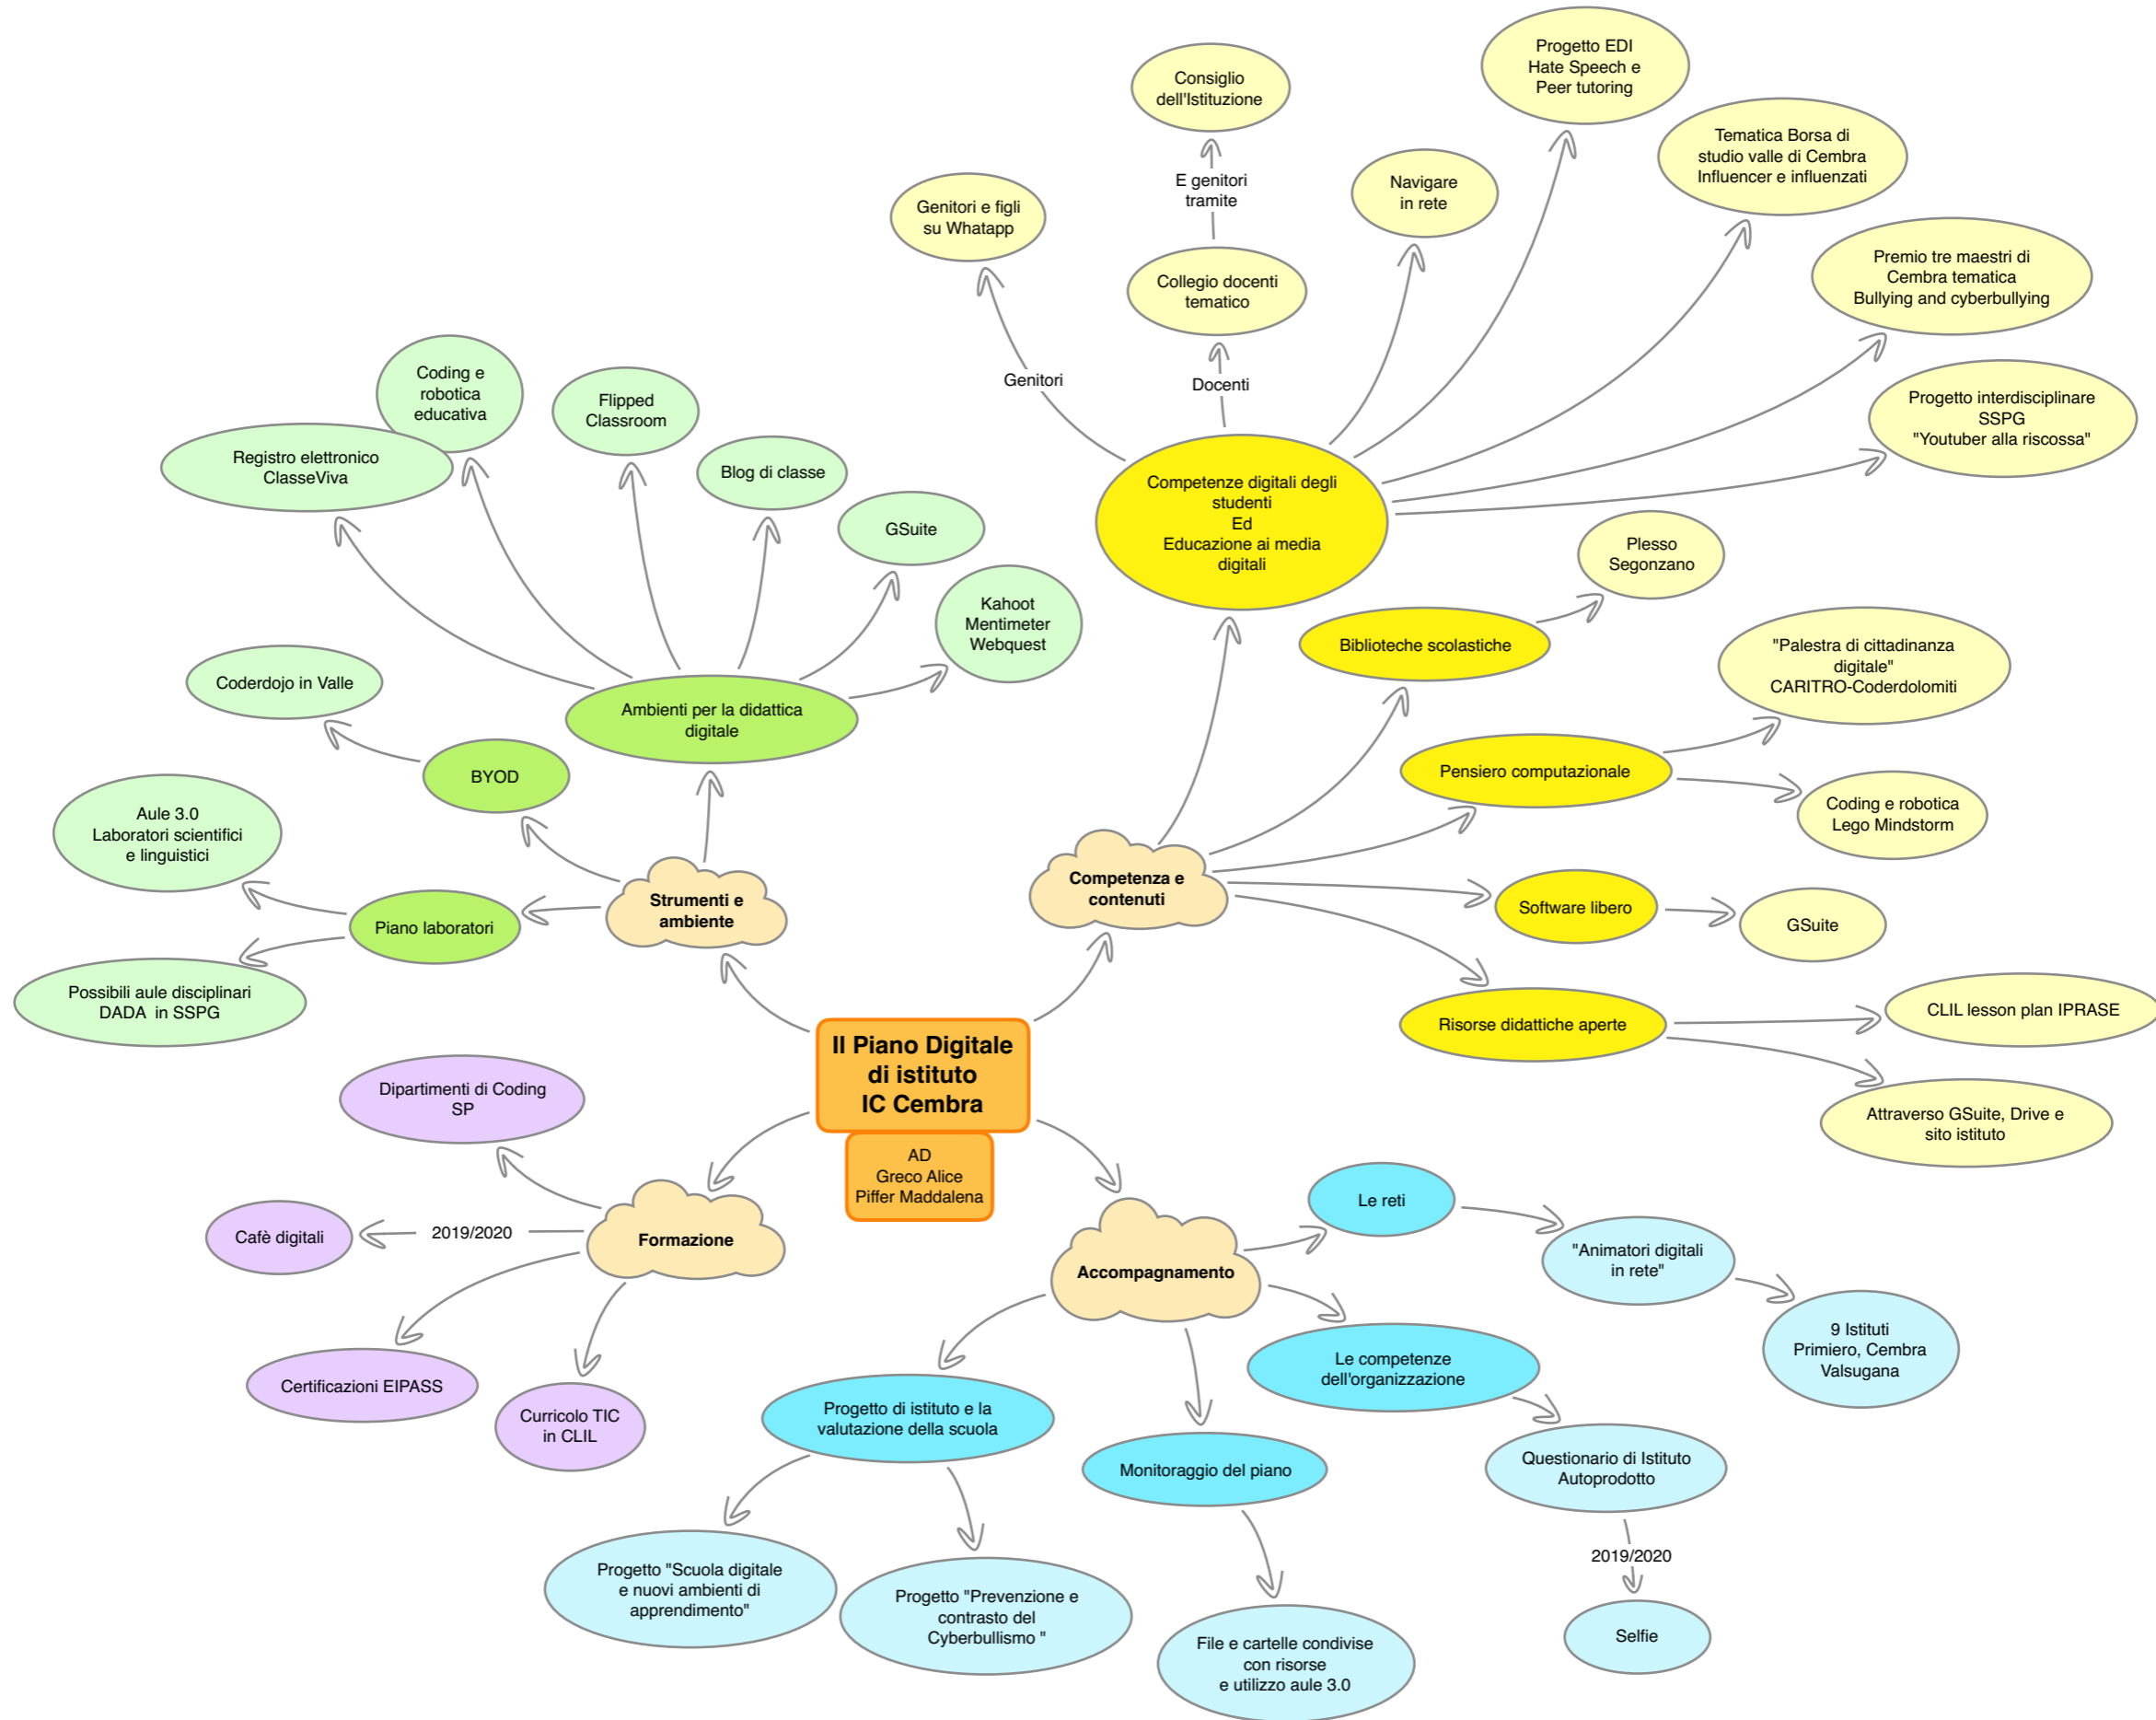 Progetto EDI
Hate Speech e
Peer tutoring
Consiglio
dell'Istituzione
Tematica Borsa di
studio valle di Cembra
Influencer e influenzati
E genitori
tramite
Navigare
in rete
Genitori e figli
su Whatapp
Collegio docenti
tematico
Premio tre maestri di
Cembra tematica
Bullying and cyberbullying
Genitori
Docenti
Progetto interdisciplinare
SSPG
"Youtuber alla riscossa"
Competenze digitali degli
studenti
Ed
Educazione ai media
digitali
Coding e
robotica
educativa
Flipped
Classroom
Registro elettronico
ClasseViva
Blog di classe
GSuite
Kahoot
Mentimeter
Webquest
Coderdojo in Valle
Ambienti per la didattica
digitale
BYOD
Aule 3.0
Laboratori scientifici
e linguistici
Strumenti e
ambiente
Piano laboratori
Possibili aule disciplinari
DADA  in SSPG
Plesso
Segonzano
Biblioteche scolastiche
"Palestra di cittadinanza
digitale"
CARITRO-Coderdolomiti
Pensiero computazionale
Coding e robotica
Lego Mindstorm
Competenza e
contenuti
Software libero
GSuite
Risorse didattiche aperte
CLIL lesson plan IPRASE
Attraverso GSuite, Drive e
sito istituto
Il Piano Digitale
di istituto
IC Cembra
AD
Greco Alice
Piffer Maddalena
Dipartimenti di Coding
SP
Cafè digitali
2019/2020
Formazione
Certificazioni EIPASS
Curricolo TIC
in CLIL
Accompagnamento
Le reti
"Animatori digitali
in rete"
9 Istituti
Primiero, Cembra
Valsugana
Le competenze
dell'organizzazione
Progetto di istituto e la
valutazione della scuola
Monitoraggio del piano
Questionario di Istituto
Autoprodotto
2019/2020
Selfie
Progetto "Scuola digitale
e nuovi ambienti di
apprendimento"
Progetto "Prevenzione e
contrasto del
Cyberbullismo "
File e cartelle condivise
con risorse
e utilizzo aule 3.0